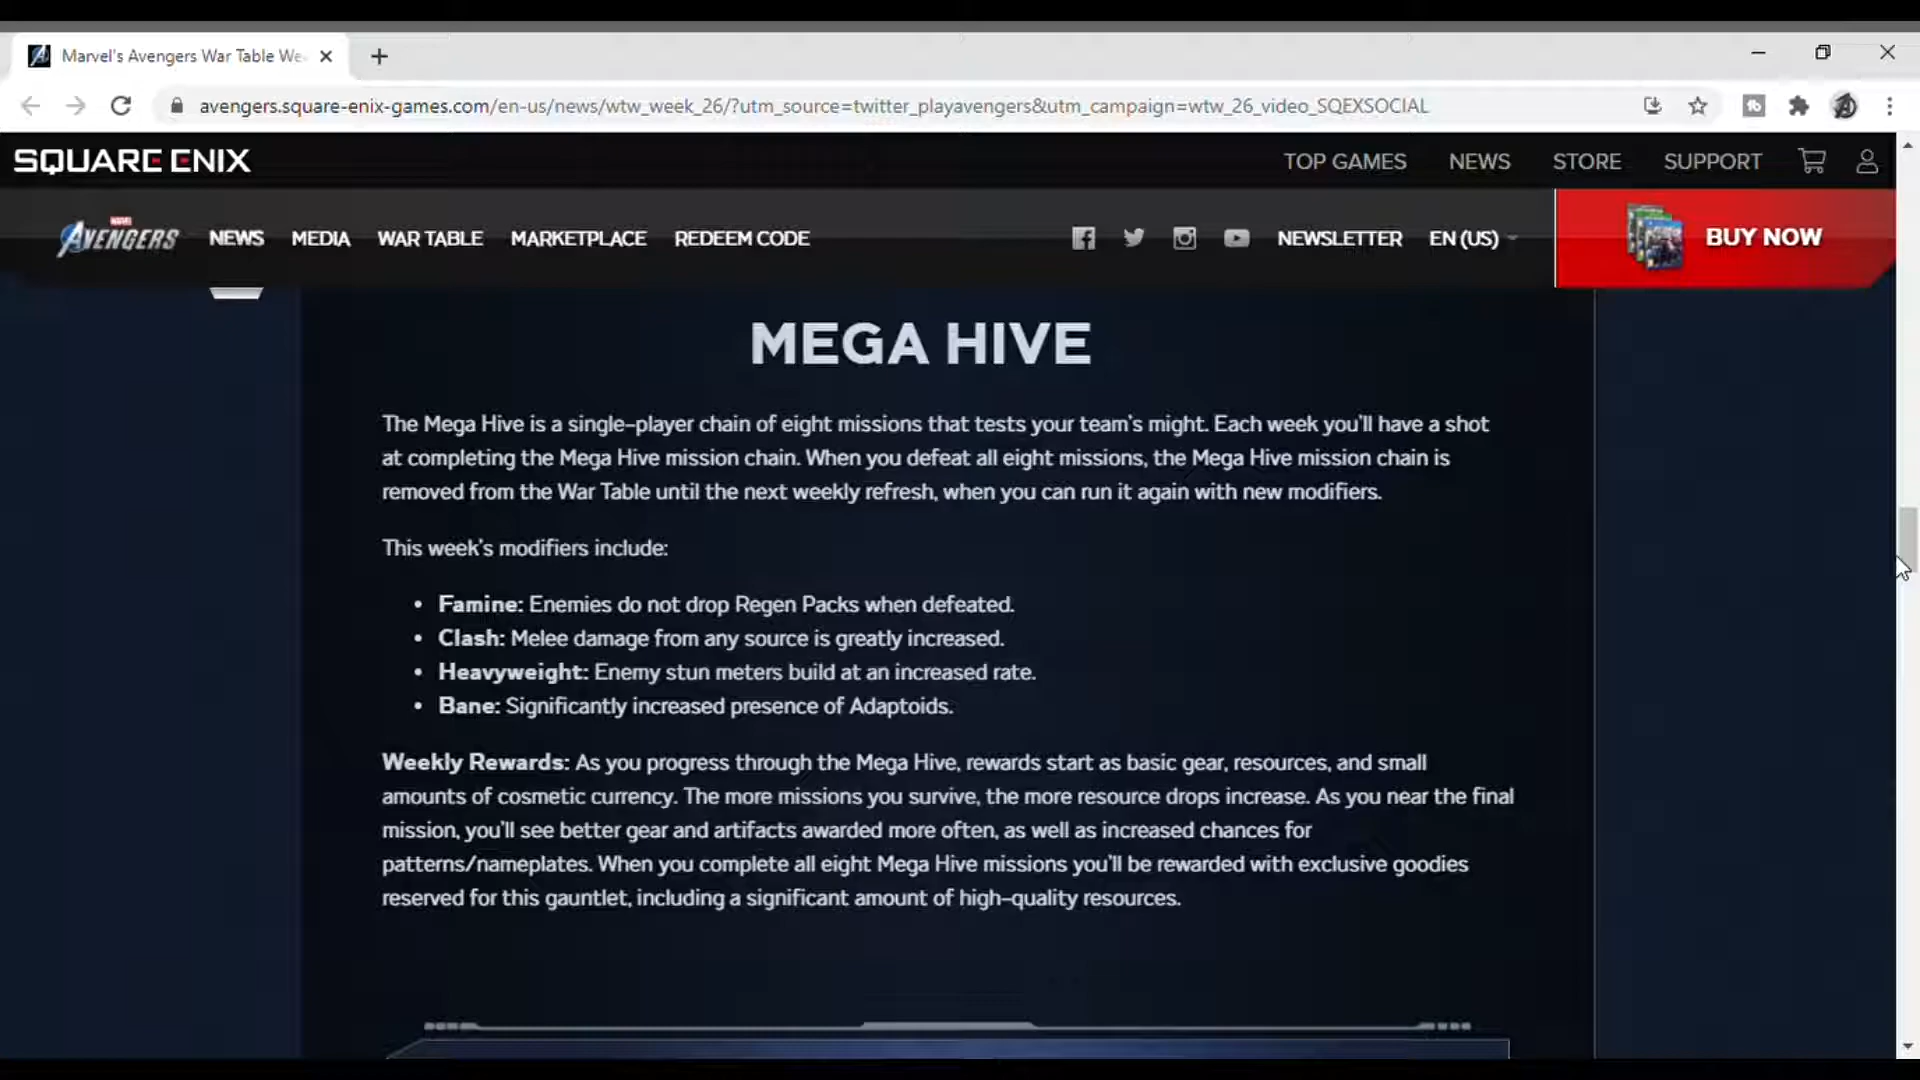 Marvel's Avengers War Table We
avengers.square-enix-games.com/en-us/news/wtw_week_26/?utm_source=twitter_playavengers&utm_campaign=wtw_26_video_SQEXSOCIAL
SQUARE ENIX
TOP GAMES NEWS STORE SUPPORT
MARVEL
AVENGERS NEWS MEDIA WAR TABLE MARKETPLACE REDEEM CODE NEWSLETTER EN (US) BUY NOW
MEGA HIVE
The Mega Hive is a single-player chain of eight missions that tests your team's might. Each week you'll have a shot
at completing the Mega Hive mission chain. When you defeat all eight missions, the Mega Hive mission chain is
removed from the War Table until the next weekly refresh, when you can run it again with new modifiers.
This week's modifiers include:
• Famine: Enemies do not drop Regen Packs when defeated.
• Clash: Melee damage from any source is greatly increased.
• Heavyweight: Enemy stun meters build at an increased rate.
• Bane: Significantly increased presence of Adaptoids.
Weekly Rewards: As you progress through the Mega Hive, rewards start as basic gear, resources, and small
amounts of cosmetic currency. The more missions you survive, the more resource drops increase. As you near the final
mission, you'll see better gear and artifacts awarded more often, as well as increased chances for
patterns/nameplates. When you complete all eight Mega Hive missions you'll be rewarded with exclusive goodies
reserved for this gauntlet, including a significant amount of high-quality resources.